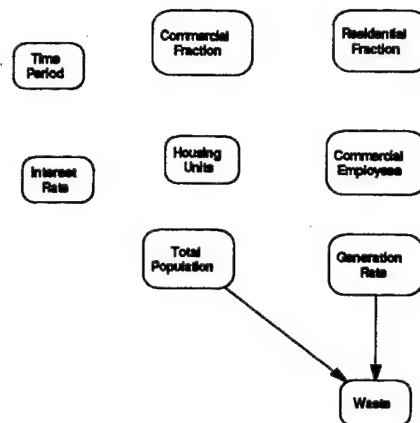 Commercial
Fraction
Residential
Fraction
Time
Period
Housing
Units
Commercial
Employees
Interest
Rate
Total
Population
Generation
Rate
Waste